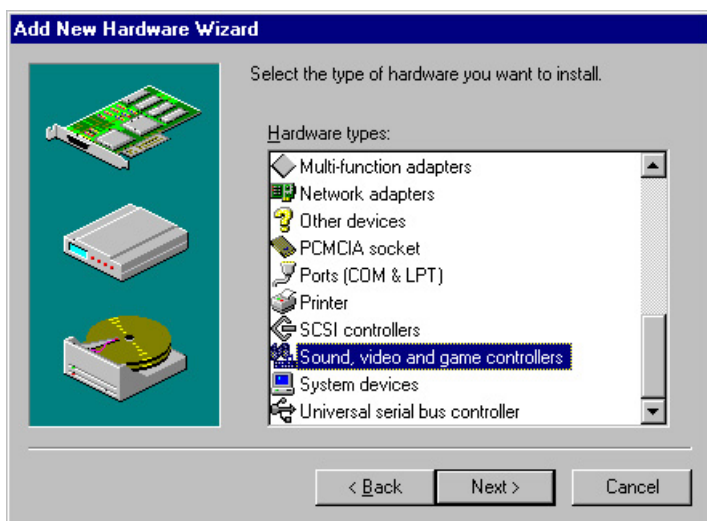 Add New Hardware Wizard
Select the type of hardware you want to install.
Hardware types:
Multi-function adapters
Network adapters
Other devices
PCMCIA socket
Ports (COM & LPT)
Printer
SCSI controllers
Sound, video and game controllers
System devices
Universal serial bus controller
< Back
Next >
Cancel